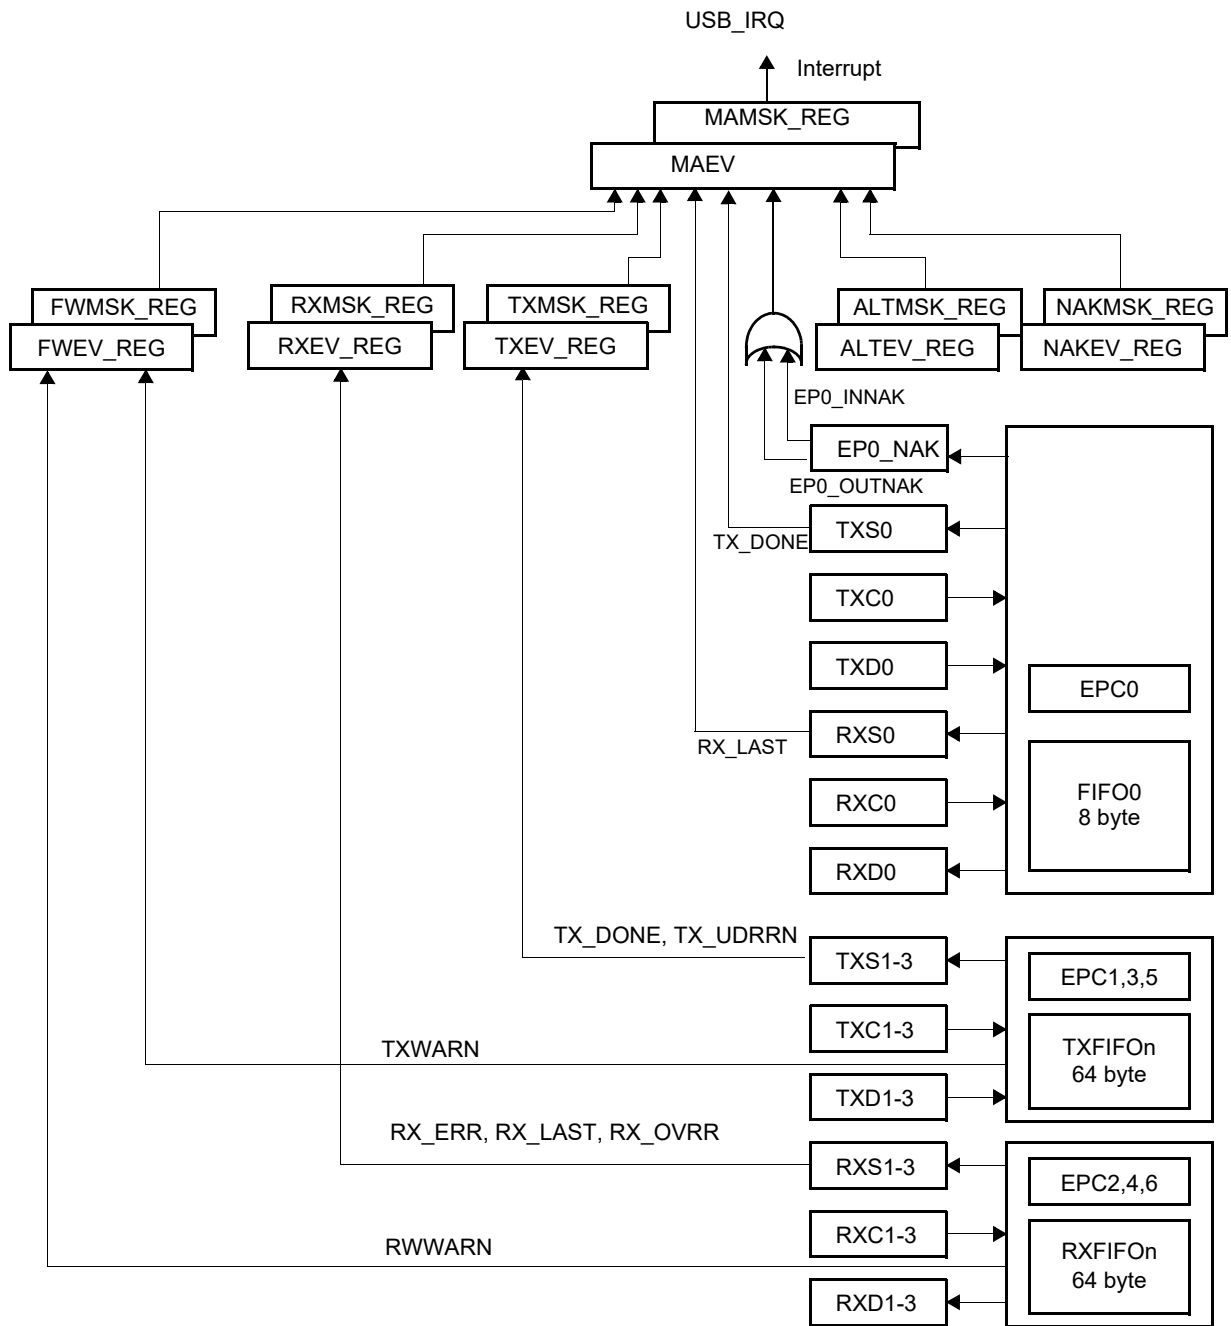 USB_IRQ
Interrupt
MAMSK_REG
MAEV
FWMSK_REG
RXMSK_REG
TXMSK_REG
ALTMSK_REG
NAKMSK_REG
FWEV_REG
RXEV_REG
TXEV_REG
ALTEV_REG
NAKEV_REG
EP0_INNAK
EP0_NAK
EP0_OUTNAK
TXS0
TX_DONE
TXC0
TXD0
EPC0
RXS0
RX_LAST
FIFO0
8 byte
RXC0
RXD0
TX_DONE, TX_UDRRN
TXS1-3
EPC1,3,5
TXC1-3
TXFIFOn
64 byte
TXWARN
TXD1-3
RX_ERR, RX_LAST, RX_OVRR
RXS1-3
EPC2,4,6
RXC1-3
RWWARN
RXFIFOn
64 byte
RXD1-3